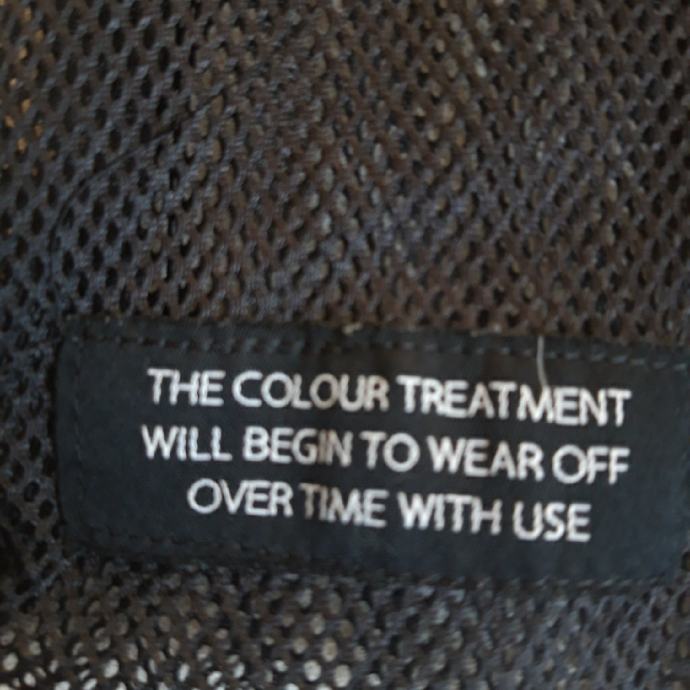 THE COLOUR TREATMENT
WILL BEGIN TO WEAR OFF
OVER TIME WITH USE